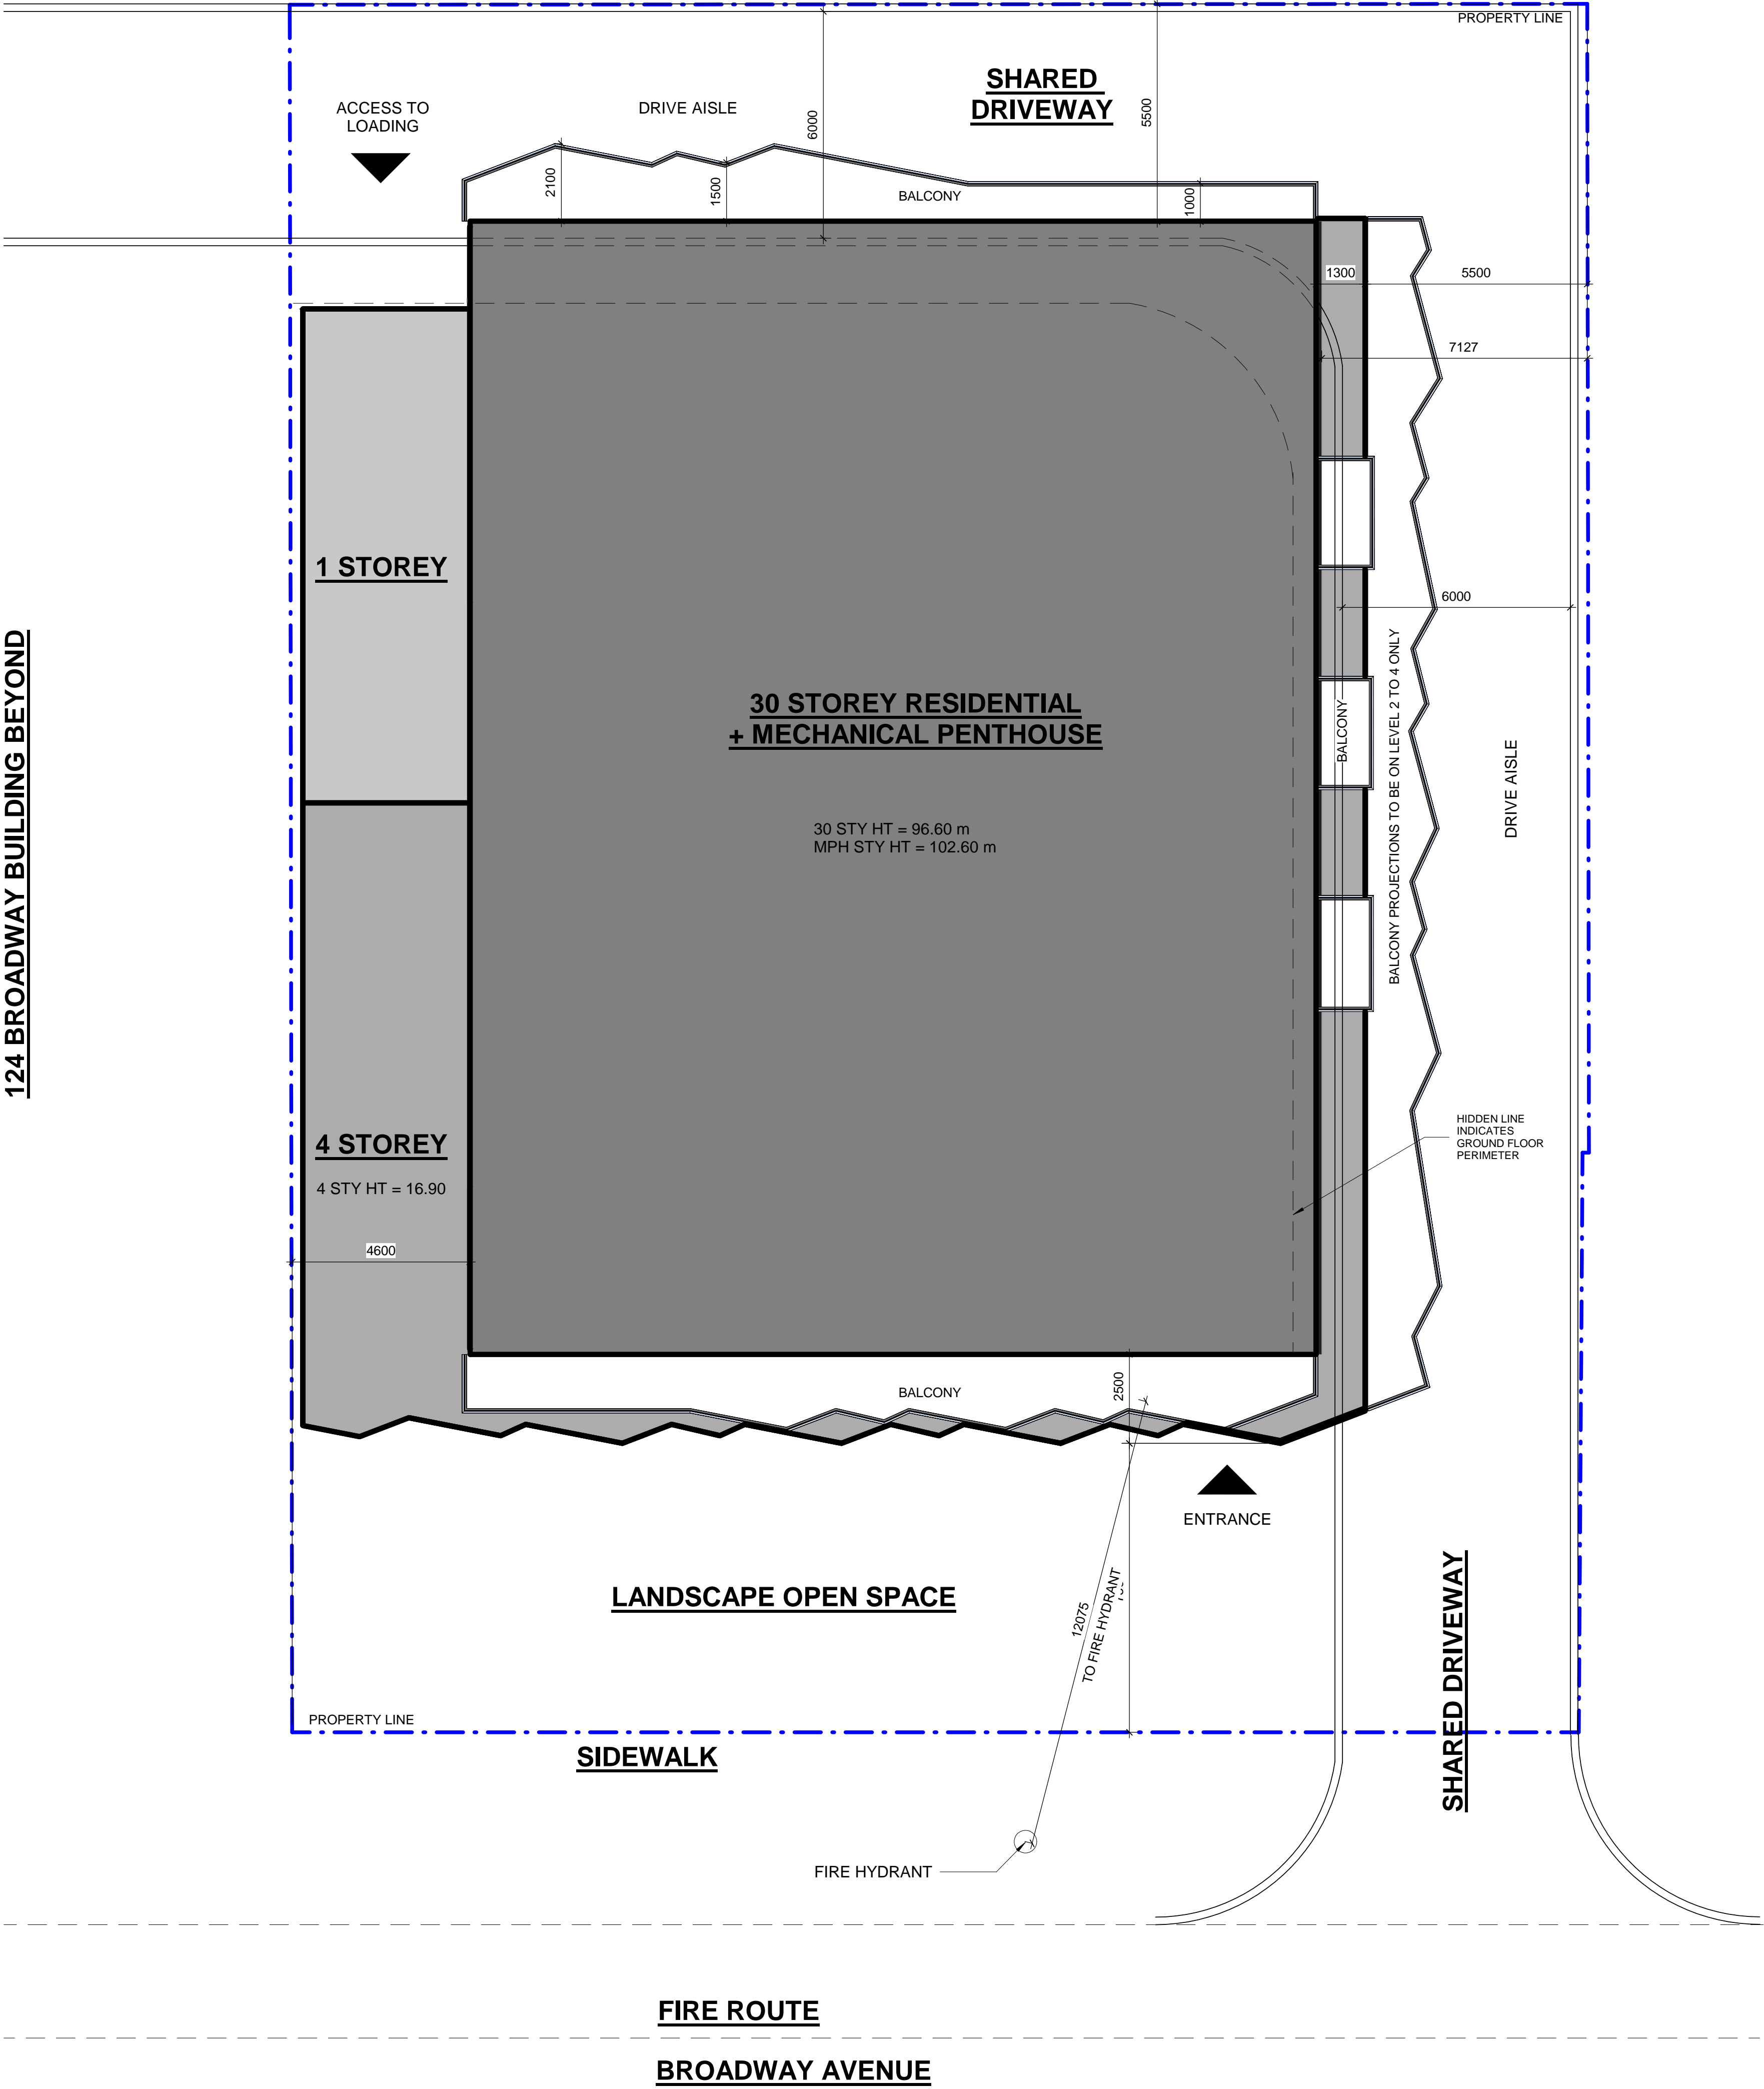 PROPERTY LINE
SHARED
DRIVEWAY
ACCESS TO
LOADING
DRIVE AISLE
6000
5500
2100
1500
BALCONY
1000
1300
5500
7127
1 STOREY
6000
124 BROADWAY BUILDING BEYOND
30 STOREY RESIDENTIAL
+ MECHANICAL PENTHOUSE
BALCONY
BALCONY PROJECTIONS TO BE ON LEVEL 2 TO 4 ONLY
DRIVE AISLE
30 STY HT = 96.60 m
MPH STY HT = 102.60 m
HIDDEN LINE
INDICATES
GROUND FLOOR
PERIMETER
4 STOREY
4 STY HT = 16.90
4600
BALCONY
2500
ENTRANCE
LANDSCAPE OPEN SPACE
12075
TO FIRE HYDRANT
SHARED DRIVEWAY
PROPERTY LINE
SIDEWALK
FIRE HYDRANT
FIRE ROUTE
BROADWAY AVENUE